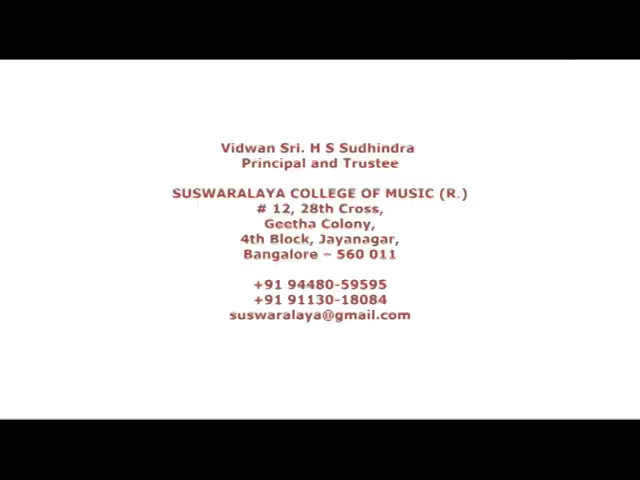 Vidwan Sri. H S Sudhindra
Principal and Trustee
SUSWARALAYA COLLEGE OF MUSIC (R.)
# 12, 28th Cross,
Geetha Colony,
4th Block, Jayanagar,
Bangalore – 560 011
+91 94480-59595
+91 91130-18084
suswaralaya@gmail.com